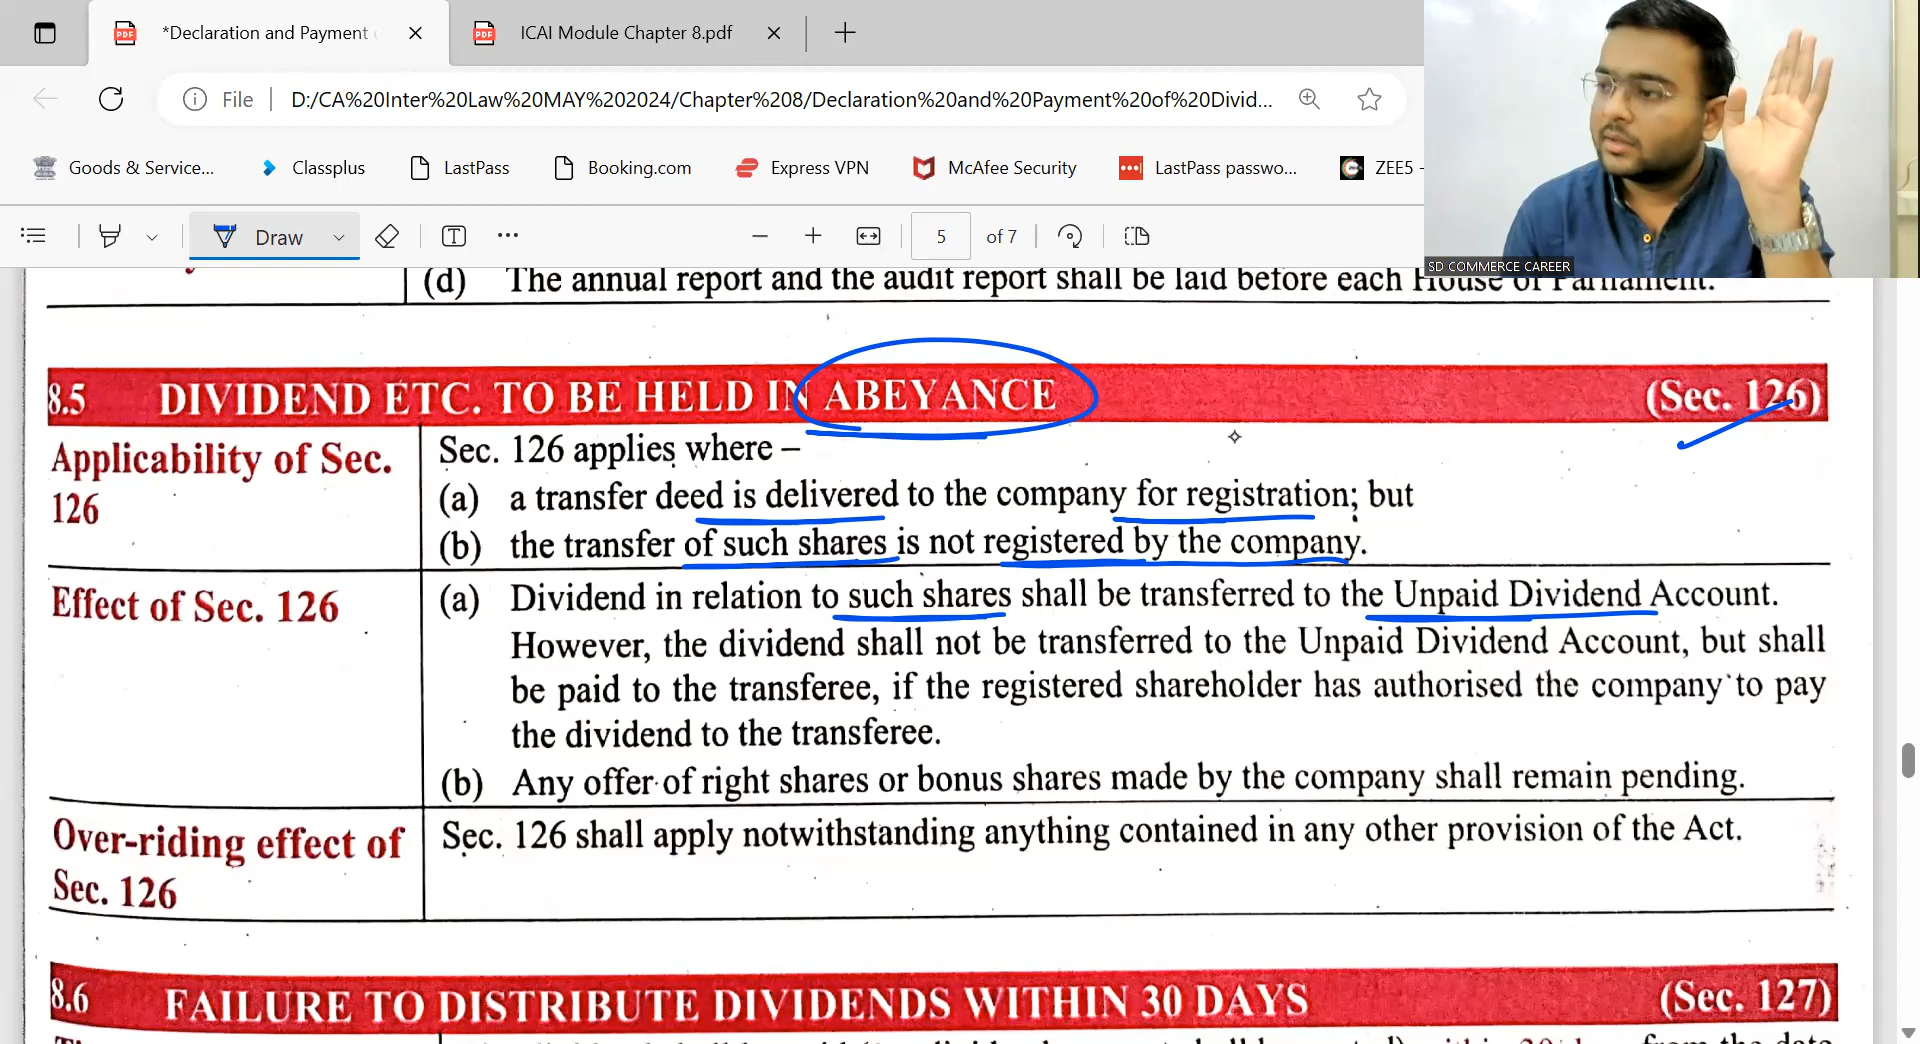 *Declaration and Payment
ICAI Module Chapter 8.pdf
File
D:/CA%20Inter%20Law%20MAY%202024/Chapter%208/Declaration%20and%20Payment%20of%20Divid...
Goods & Service...
Classplus
LastPass
Booking.com
Express VPN
McAfee Security
LastPass passwo...
ZEE5 -
Draw
5 of 7
SD COMMERCE CAREER
(d) The annual report and the audit report shall be laid before each House of Parliament.
8.5 DIVIDEND ETC. TO BE HELD IN ABEYANCE (Sec. 126)
Applicability of Sec.
126
Sec. 126 applies where –
(a) a transfer deed is delivered to the company for registration; but
(b) the transfer of such shares is not registered by the company.
Effect of Sec. 126
(a) Dividend in relation to such shares shall be transferred to the Unpaid Dividend Account.
However, the dividend shall not be transferred to the Unpaid Dividend Account, but shall
be paid to the transferee, if the registered shareholder has authorised the company to pay
the dividend to the transferee.
(b) Any offer of right shares or bonus shares made by the company shall remain pending.
Over-riding effect of
Sec. 126
Sec. 126 shall apply notwithstanding anything contained in any other provision of the Act.
8.6 FAILURE TO DISTRIBUTE DIVIDENDS WITHIN 30 DAYS (Sec. 127)